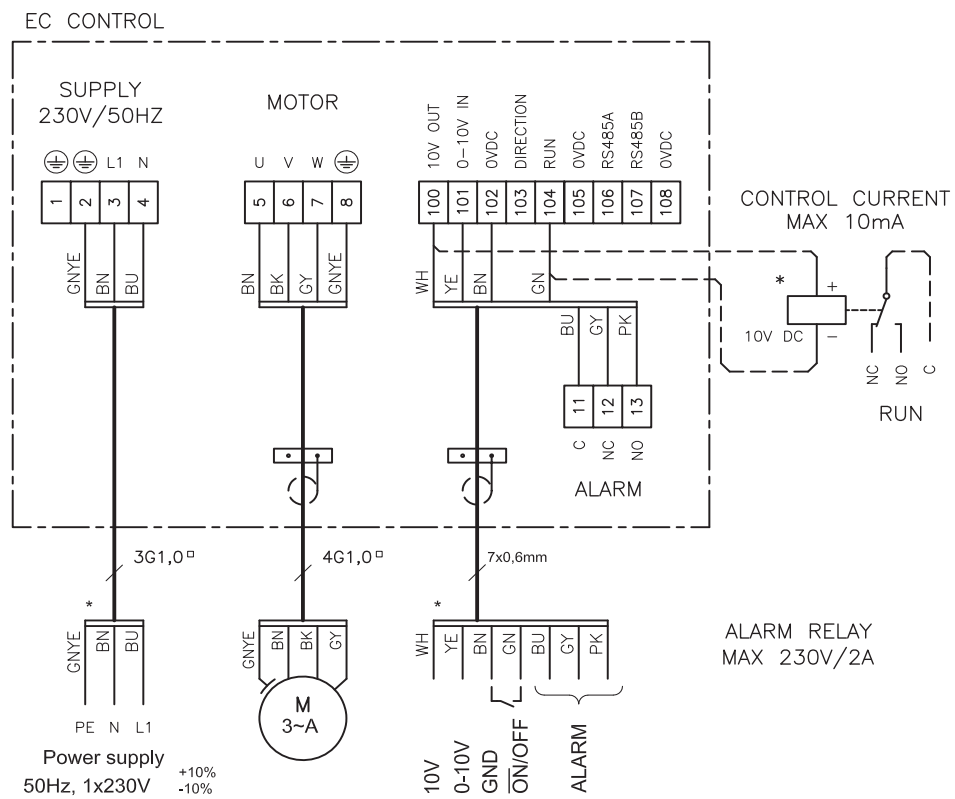 EC CONTROL
SUPPLY
230V/50HZ
MOTOR
L1 N
U V W
10V OUT
0-10V IN
0VDC
DIRECTION
RUN
0VDC
RS485A
RS485B
0VDC
1 2 3 4
5 6 7 8
100 101 102 103 104 105 106 107 108
CONTROL CURRENT
MAX 10mA
GNYE BN BU
BN BK GY GNYE
WH YE BN GN
* +
10V DC -
NC NO C
RUN
BU GY PK
11 12 13
C NC NO
ALARM
3G1,0
4G1,0
7x0,6mm
* *
GNYE BN BU
GNYE BN BK GY
WH YE BN GN BU GY PK
ALARM RELAY
MAX 230V/2A
M
3~A
PE N L1
Power supply
50Hz, 1x230V +10%
-10%
10V
0-10V
GND
ON/OFF
ALARM